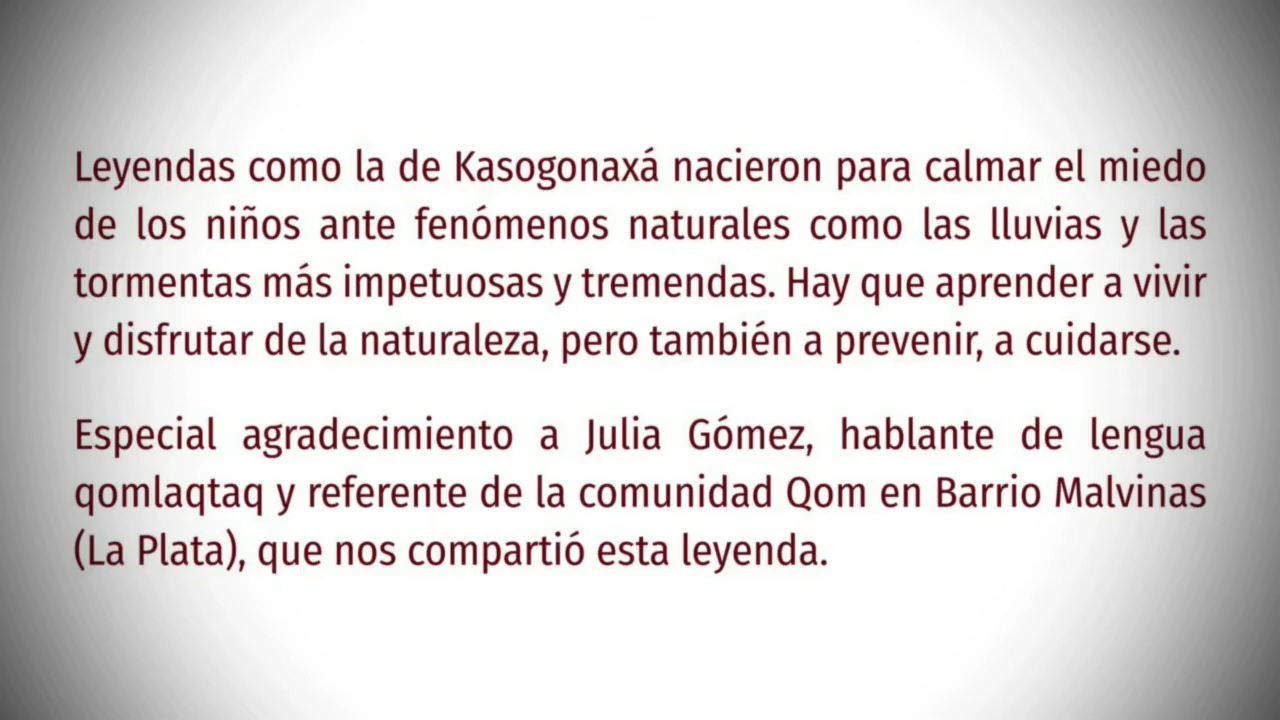 Leyendas como la de Kasogonaxá nacieron para calmar el miedo
de los niños ante fenómenos naturales como las lluvias y las
tormentas más impetuosas y tremendas. Hay que aprender a vivir
y disfrutar de la naturaleza, pero también a prevenir, a cuidarse.
Especial agradecimiento a Julia Gómez, hablante de lengua
qomlaqtaq y referente de la comunidad Qom en Barrio Malvinas
(La Plata), que nos compartió esta leyenda.